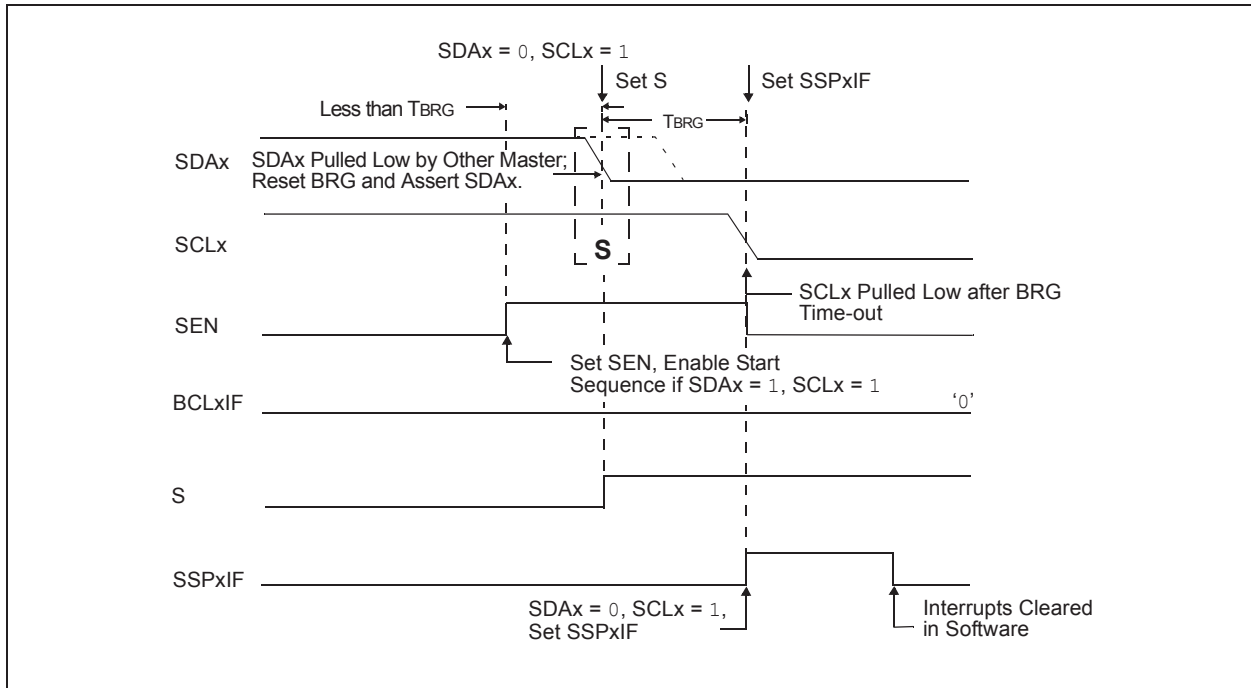 SDAx = 0, SCLx = 1
Set S
Set SSPxIF
Less than TBRG
TBRG
SDAx
SDAx Pulled Low by Other Master;
Reset BRG and Assert SDAx.
SCLx
S
SCLx Pulled Low after BRG
Time-out
SEN
Set SEN, Enable Start
Sequence if SDAx = 1, SCLx = 1
BCLxIF
‘0’
S
SSPxIF
SDAx = 0, SCLx = 1,
Set SSPxIF
Interrupts Cleared
in Software